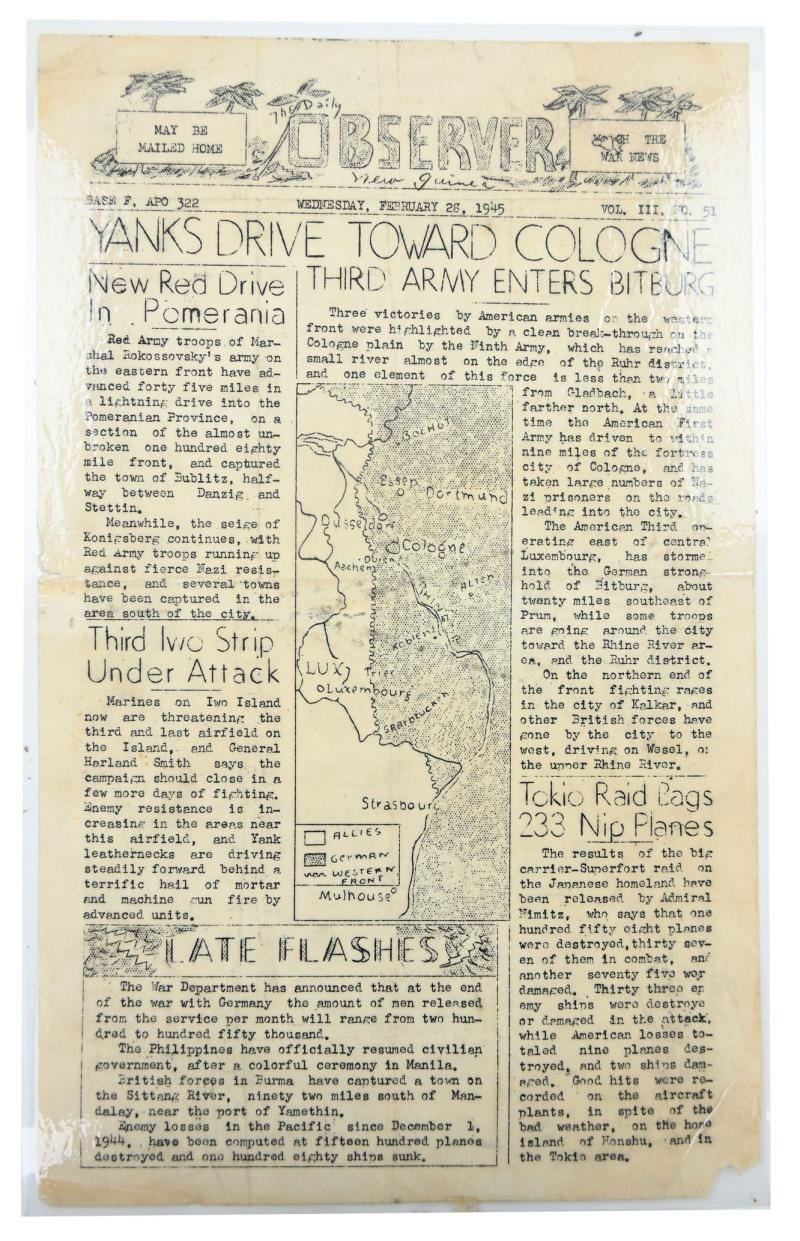 MAY BE
MAILED HOME
The Daily
OBSERVER
New Guinea
THE
WAR NEWS
BASE F, APO 322
WEDNESDAY, FEBRUARY 28, 1945
VOL. III, NO. 51
YANKS DRIVE TOWARD COLOGNE
New Red Drive
In Pomerania
Red Army troops of Mar-
shal Rokossovsky's army on
the eastern front have ad-
vanced forty five miles in
a lightning drive into the
Pomeranian Province, on a
section of the almost un-
broken one hundred eighty
mile front, and captured
the town of Bublitz, half-
way between Danzig and
Stettin.
Meanwhile, the seige of
Konigsberg continues, with
Red Army troops running up
against fierce Nazi resis-
tance, and several towns
have been captured in the
area south of the city.
Third Iwo Strip
Under Attack
Marines on Iwo Island
now are threatening the
third and last airfield on
the Island, and General
Harland Smith says the
campaign should close in a
few more days of fighting.
Enemy resistance is in-
creasing in the areas near
this airfield, and Yank
leathernecks are driving
steadily forward behind a
terrific hail of mortar
and machine gun fire by
advanced units.
THIRD ARMY ENTERS BITBURG
Three victories by American armies on the western
front were highlighted by a clean break-through on the
Cologne plain by the Ninth Army, which has reached a
small river almost on the edge of the Ruhr district,
and one element of this force is less than two miles
from Gladbach, a little
farther north. At the same
time the American First
Army has driven to within
nine miles of the fortress
city of Cologne, and has
taken large numbers of Na-
zi prisoners on the roads
leading into the city.
The American Third op-
erating east of central
Luxembourg, has stormed
into the German strong-
hold of Bitburg, about
twenty miles southeast of
Prum, while some troops
are going around the city
toward the Rhine River ar-
ea, and the Ruhr district.
On the northern end of
the front fighting rages
in the city of Kalkar, and
other British forces have
gone by the city to the
west, driving on Wesel, on
the upper Rhine River.
Bocholt
Essen
Dortmund
Dusseldorf
Cologne
Duren
Aachen
Koblenz
LUX
Trier
Luxembourg
Saarbrucken
Strasbourg
ALLIES
GERMAN
WESTERN
FRONT
Mulhouse
Tokio Raid Bags
233 Nip Planes
The results of the big
carrier-Superfort raid on
the Japanese homeland have
been released by Admiral
Nimitz, who says that one
hundred fifty eight planes
were destroyed, thirty sev-
en of them in combat, and
another seventy five wer
damaged. Thirty three en
emy ships were destroye
or damaged in the attack,
while American losses to-
taled nine planes des-
troyed, and two ships dam-
aged. Good hits were re-
corded on the aircraft
plants, in spite of the
bad weather, on the home
island of Honshu, and in
the Tokio area.
LATE FLASHES
The War Department has announced that at the end
of the war with Germany the amount of men released
from the service per month will range from two hun-
dred to hundred fifty thousand.
The Philippines have officially resumed civilian
government, after a colorful ceremony in Manila.
British forces in Burma have captured a town on
the Sittang River, ninety two miles south of Man-
dalay, near the port of Yamethin.
Enemy losses in the Pacific since December 1,
1944, have been computed at fifteen hundred planes
destroyed and one hundred eighty ships sunk.